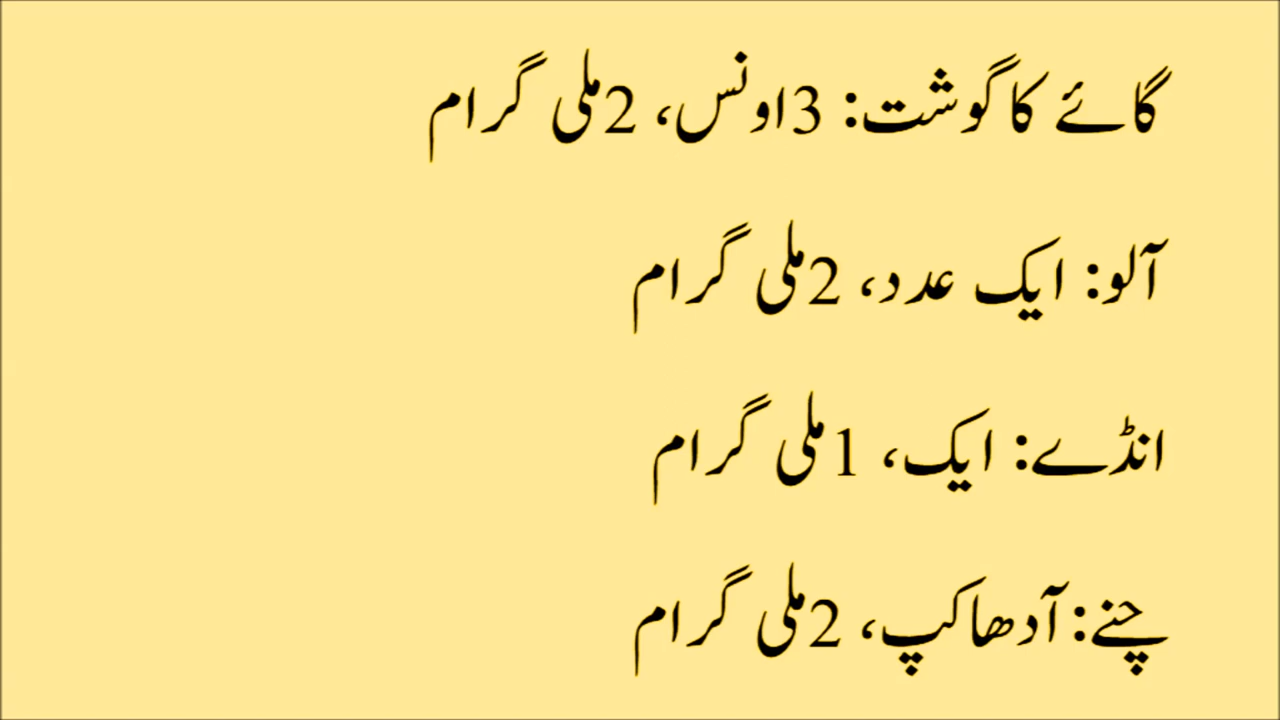 گائے کا گوشت: 3اونس، 2ملی گرام
آلو: ایک عدد، 2ملی گرام
انڈے: ایک، 1ملی گرام
چنے: آدھا کپ، 2ملی گرام